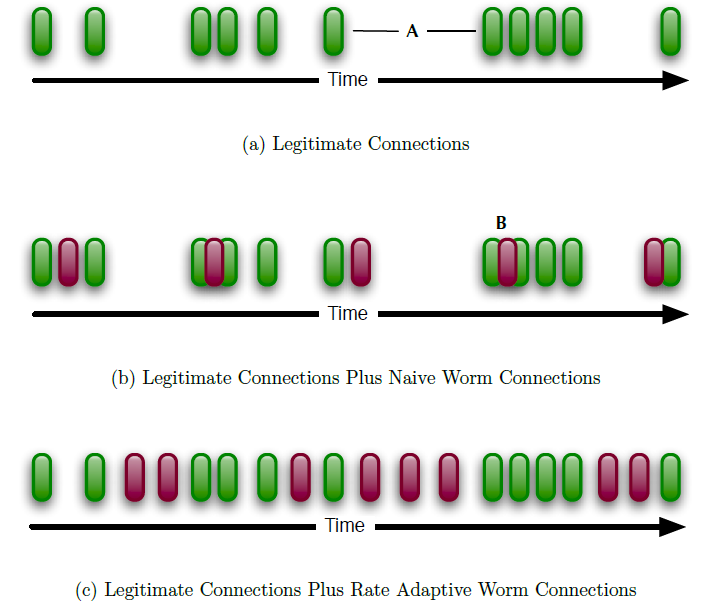 A
Time
(a) Legitimate Connections
B
Time
(b) Legitimate Connections Plus Naive Worm Connections
Time
(c) Legitimate Connections Plus Rate Adaptive Worm Connections